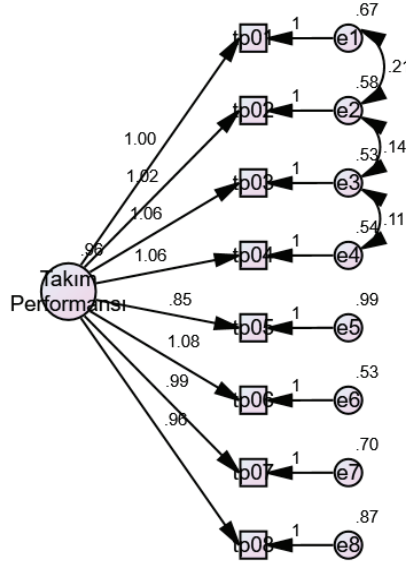 .67
tp01 1 e1
.21
.58
tp02 1 e2
1.00
.14
.53
1.02
tp03 1 e3
1.06
.11
.54
.96
tp04 1 e4
1.06
Takım
Performansı
.99
.85
tp05 1 e5
1.08
.53
.99
tp06 1 e6
.96
.70
tp07 1 e7
.87
tp08 1 e8